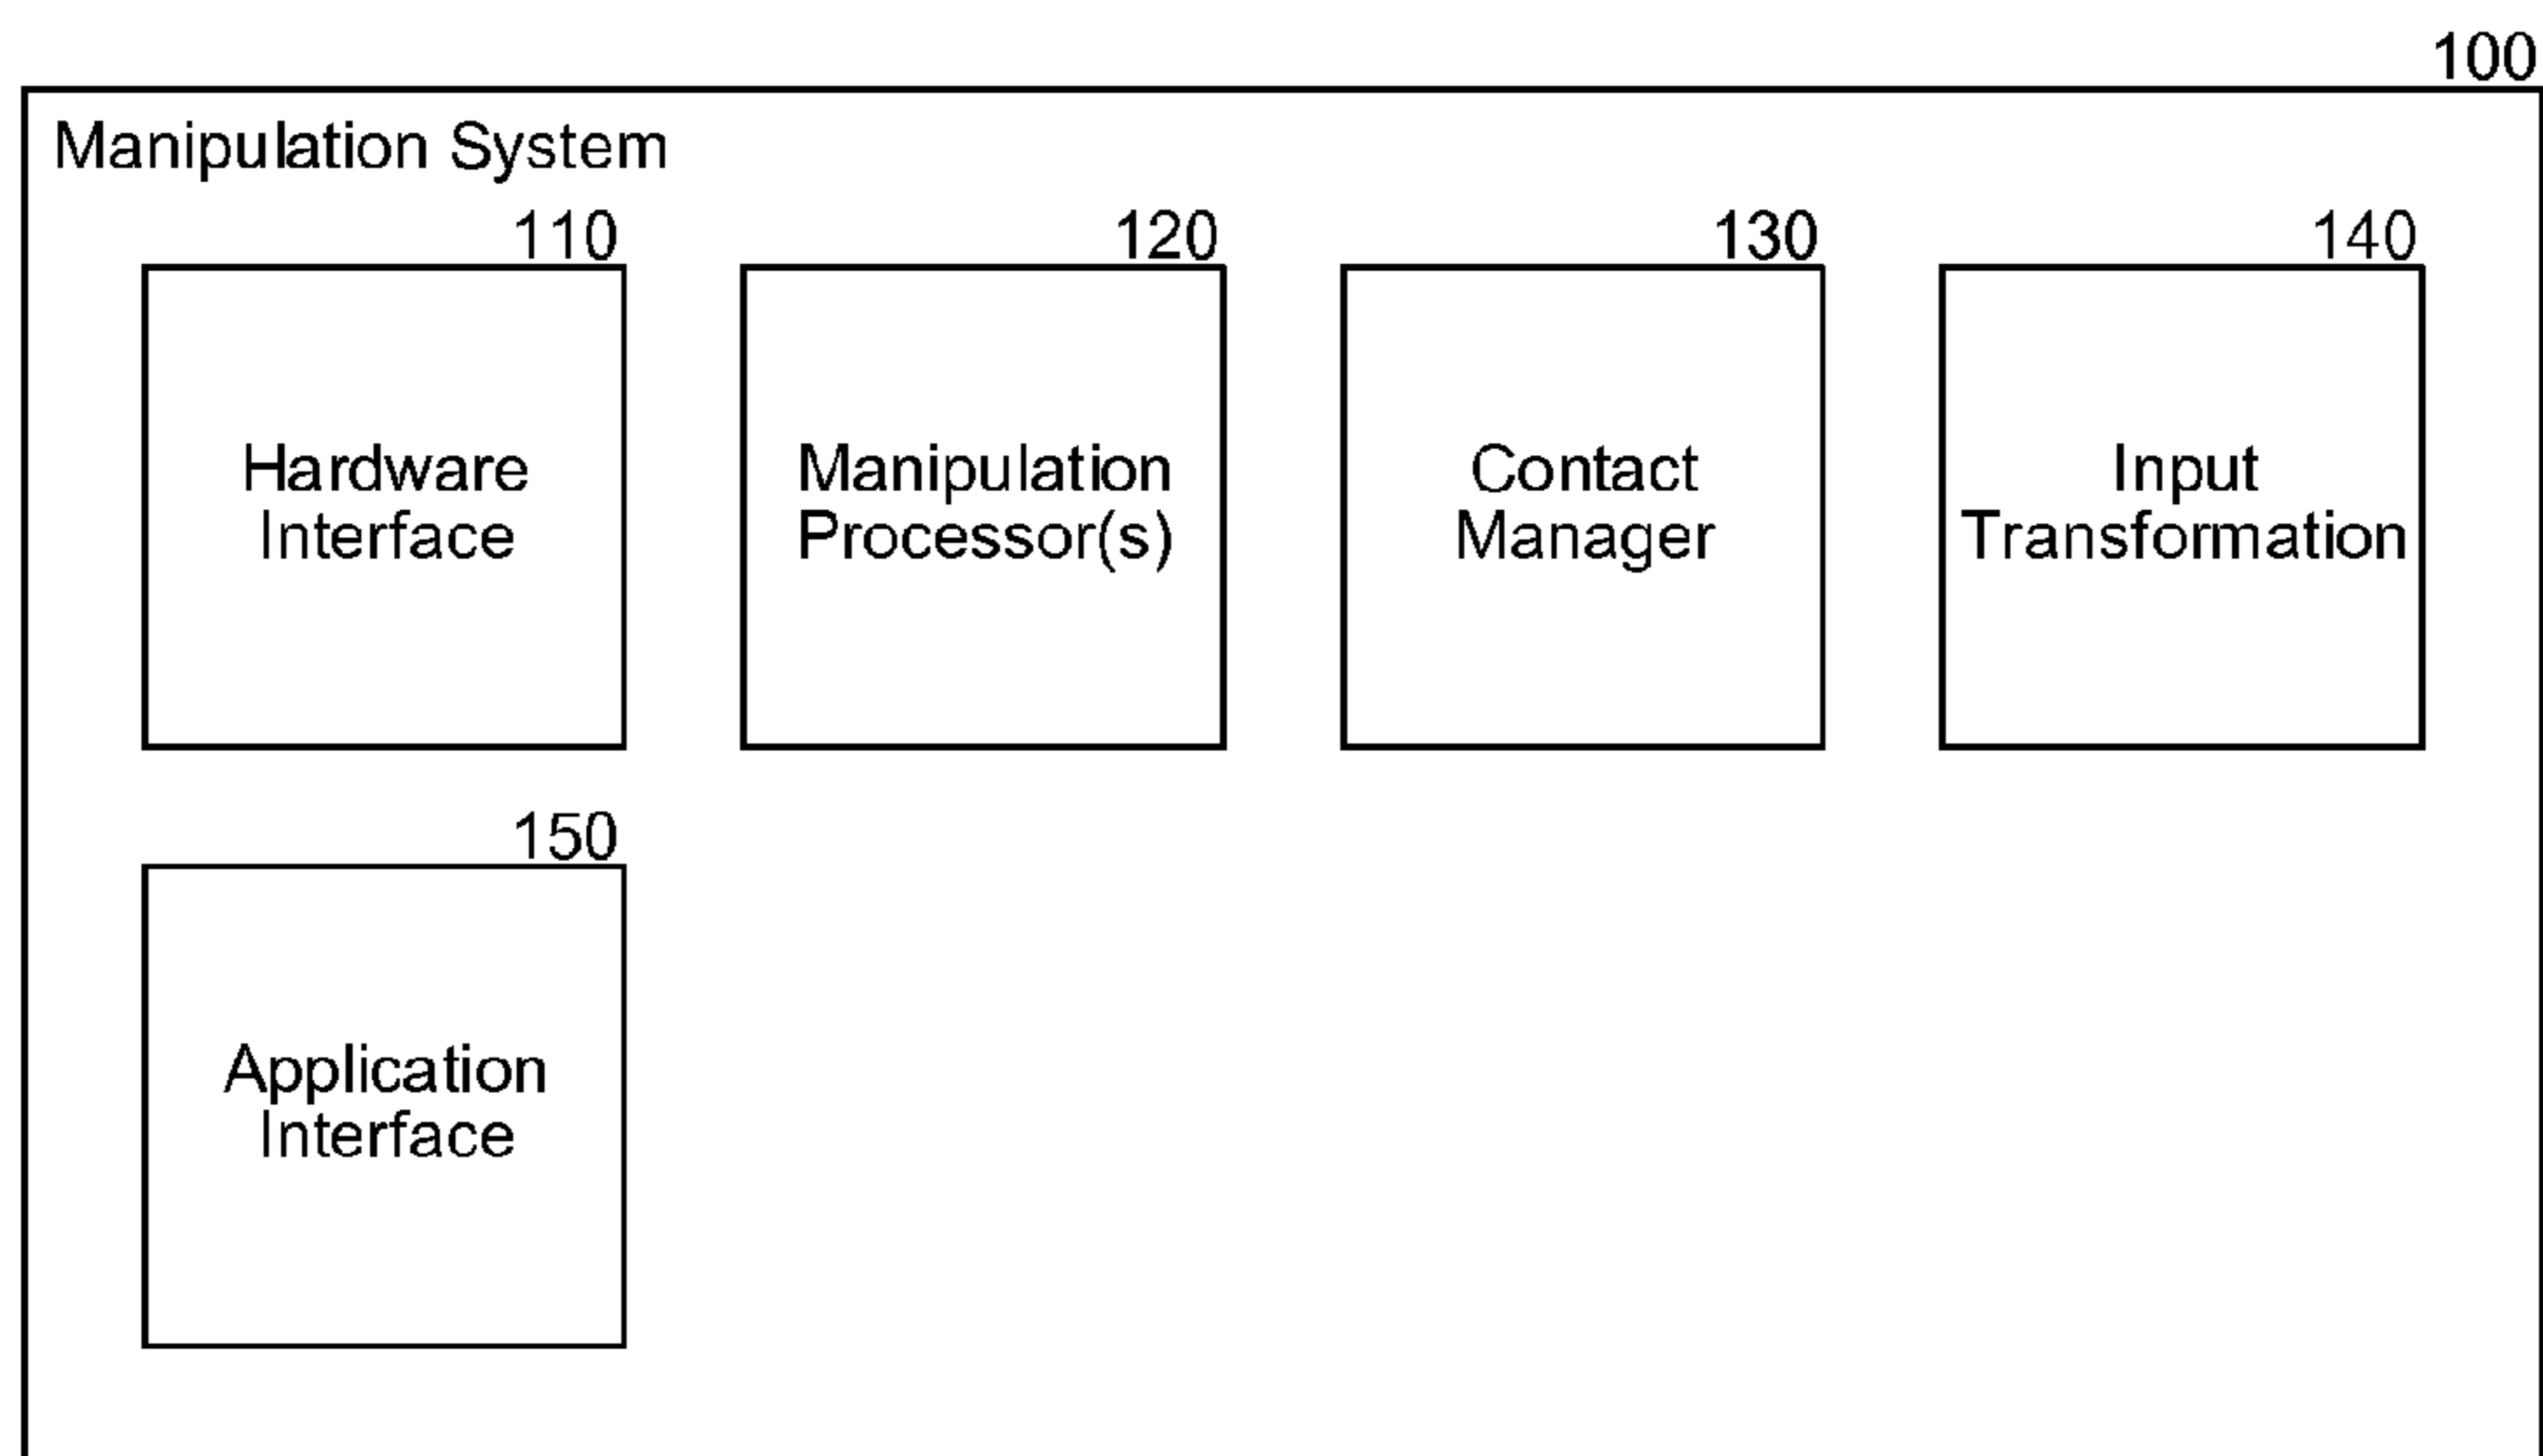 100
Manipulation System
110
120
130
140
Hardware
Interface
Manipulation
Processor(s)
Contact
Manager
Input
Transformation
150
Application
Interface